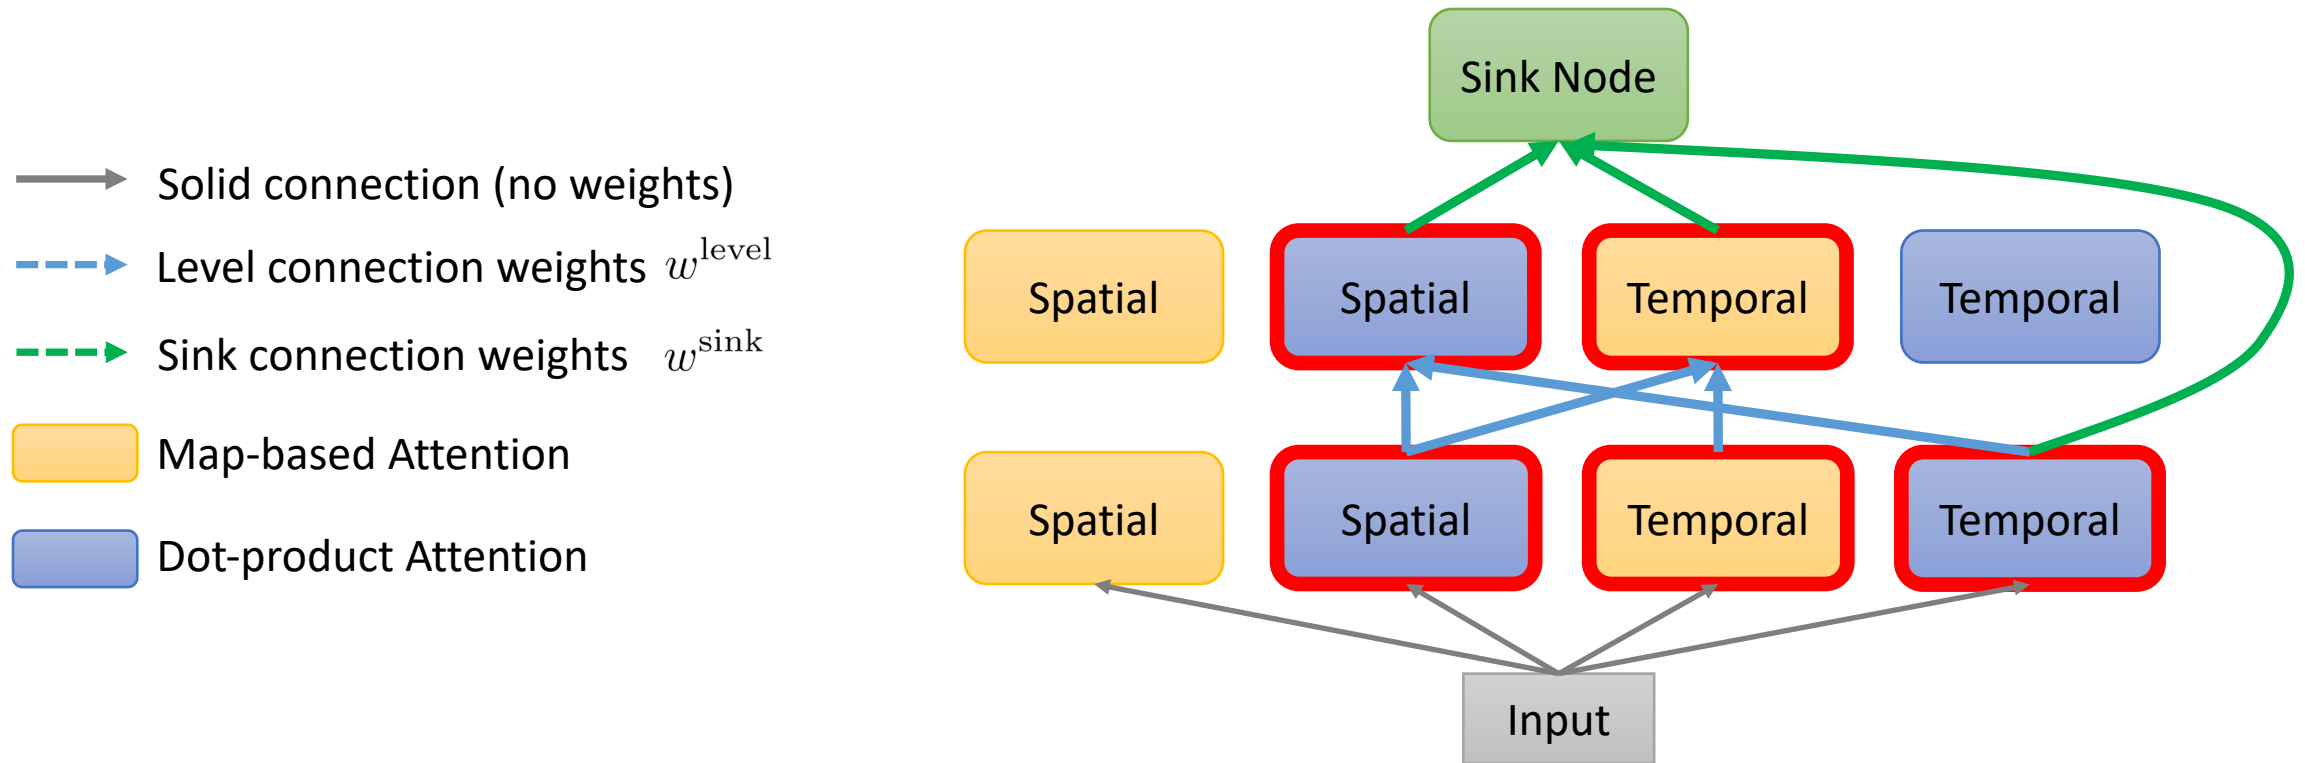 Sink Node
Solid connection (no weights)
Level connection weights w^level
Sink connection weights w^sink
Map-based Attention
Dot-product Attention
Spatial Spatial Temporal Temporal
Spatial Spatial Temporal Temporal
Input